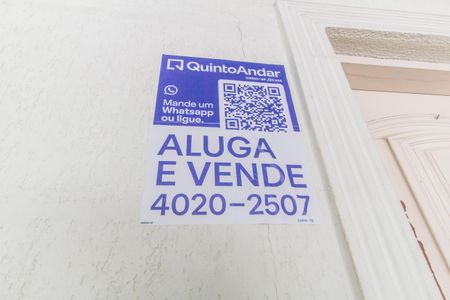 QuintoAndar
Mande um
Whatsapp
ou ligue.
ALUGA
E VENDE
4020-2507